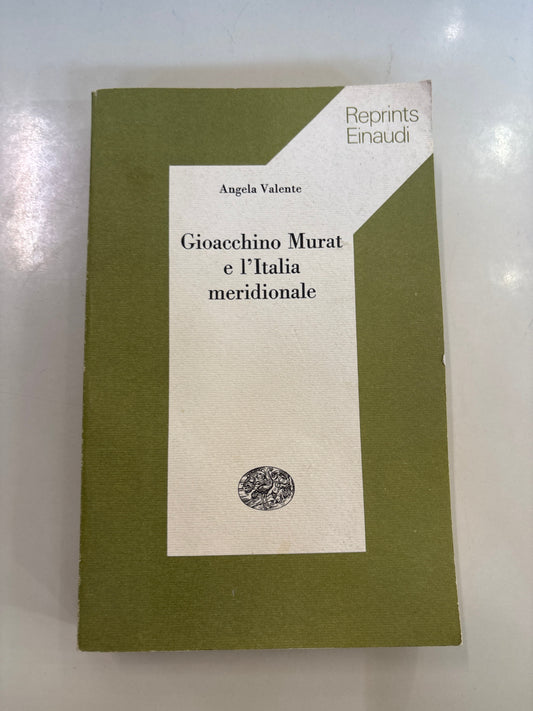 Reprints
Einaudi
Angela Valente
Gioacchino Murat
e l'Italia
meridionale